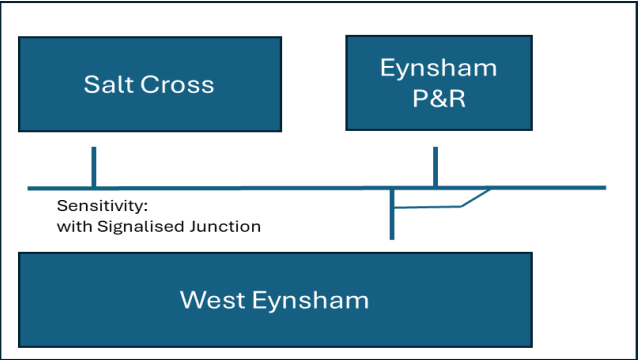 Salt Cross
Eynsham
P&R
Sensitivity:
with Signalised Junction
West Eynsham